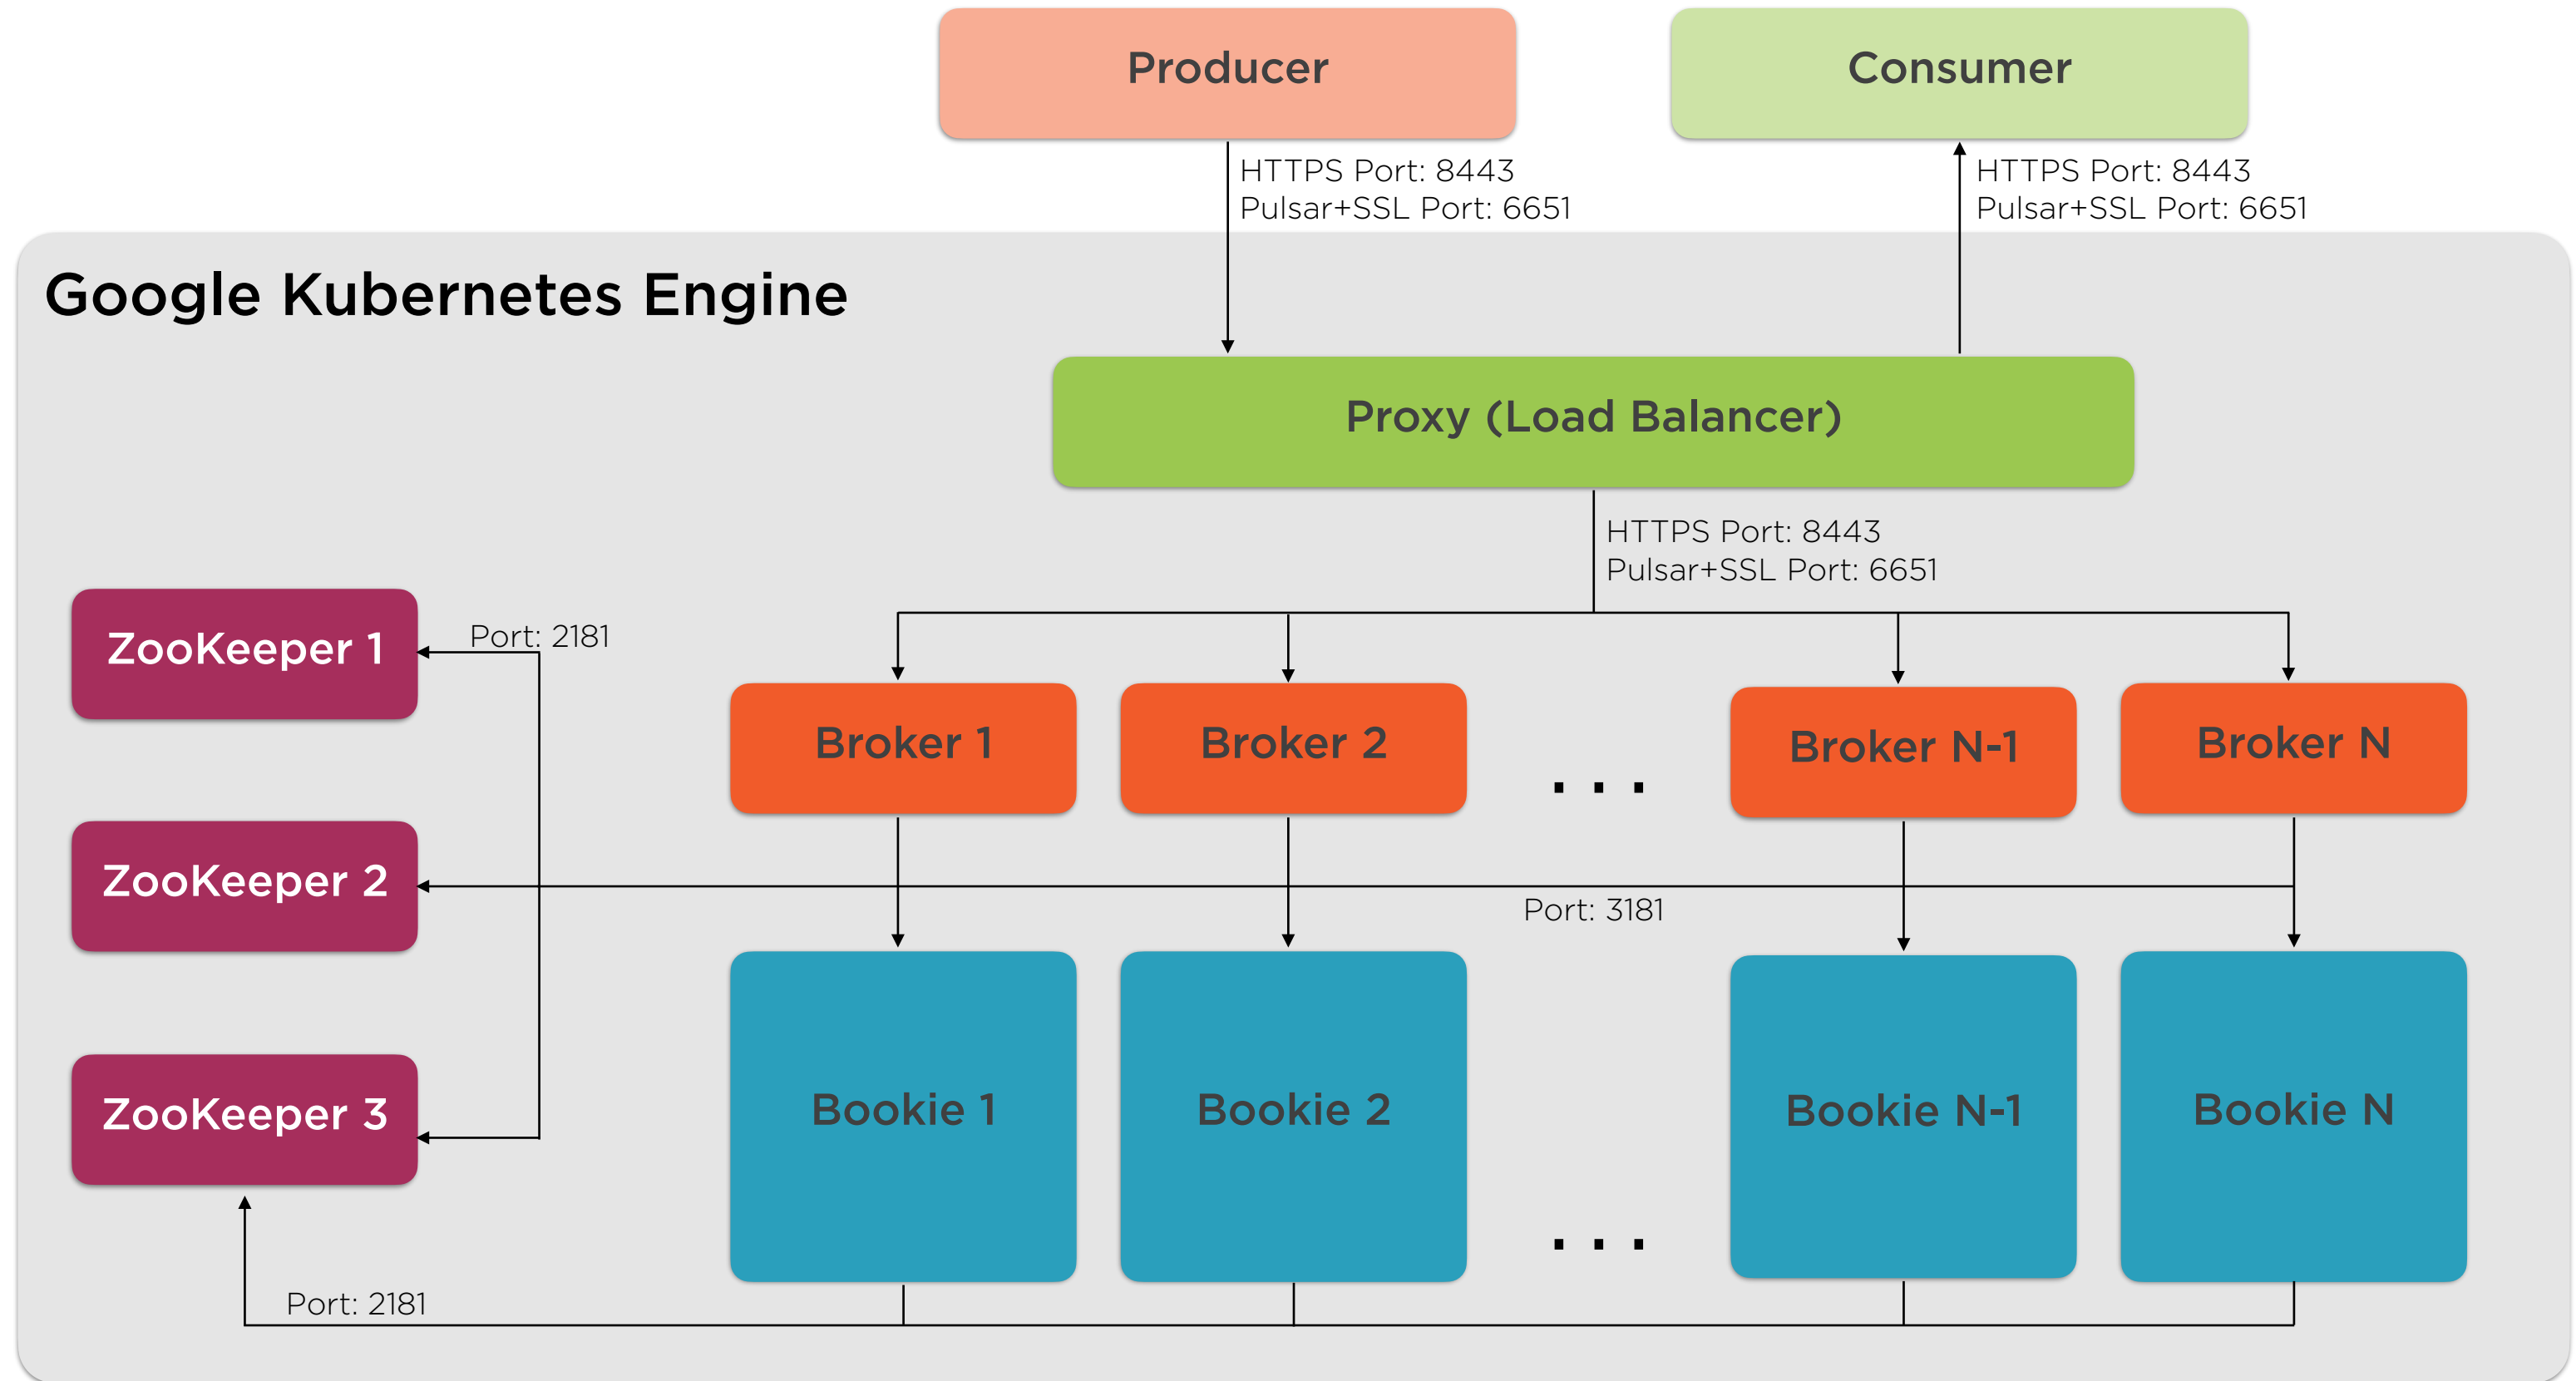 Producer
Consumer
HTTPS Port: 8443
Pulsar+SSL Port: 6651
HTTPS Port: 8443
Pulsar+SSL Port: 6651
Google Kubernetes Engine
Proxy (Load Balancer)
HTTPS Port: 8443
Pulsar+SSL Port: 6651
ZooKeeper 1
Port: 2181
Broker 1
Broker 2
. . .
Broker N-1
Broker N
ZooKeeper 2
Port: 3181
ZooKeeper 3
Bookie 1
Bookie 2
. . .
Bookie N-1
Bookie N
Port: 2181